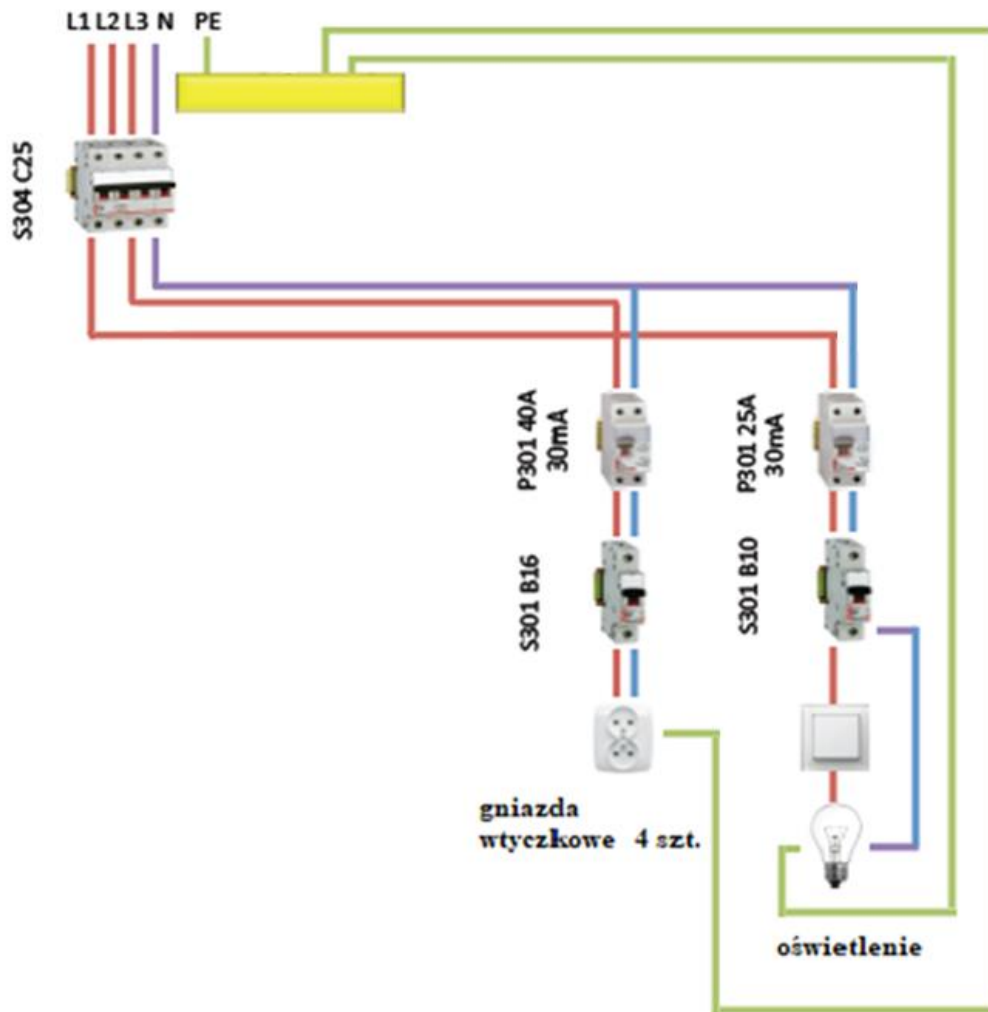 L1 L2 L3 N PE
S304 C25
P301 40A
30mA
P301 25A
30mA
S301 B16
S301 B10
gniazda
wtyczkowe 4 szt.
oświetlenie